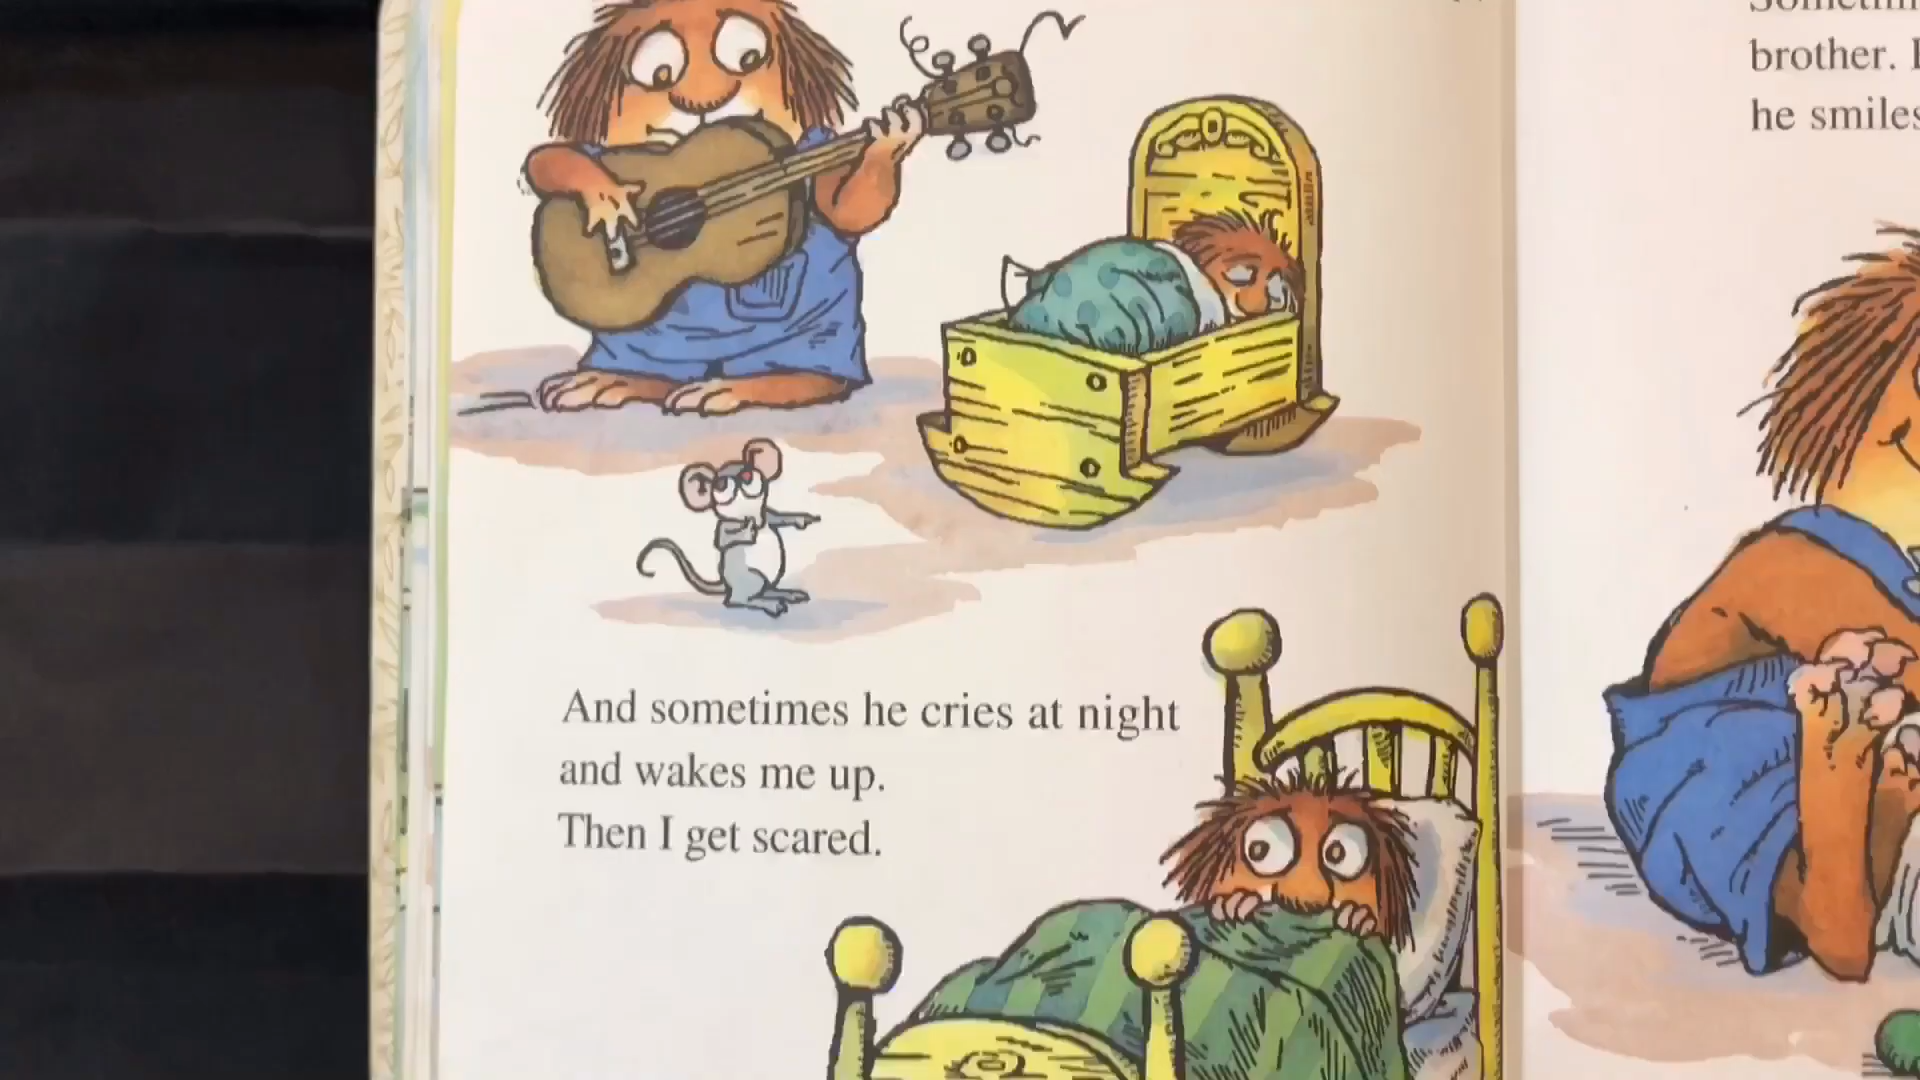 And sometimes he cries at night
and wakes me up.
Then I get scared.
brother.
he smiles